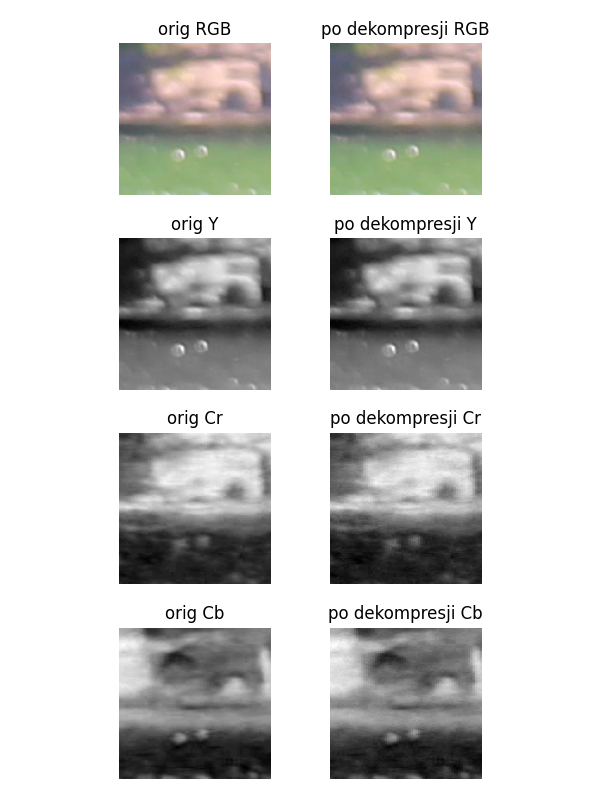 orig RGB
po dekompresji RGB
orig Y
po dekompresji Y
orig Cr
po dekompresji Cr
orig Cb
po dekompresji Cb